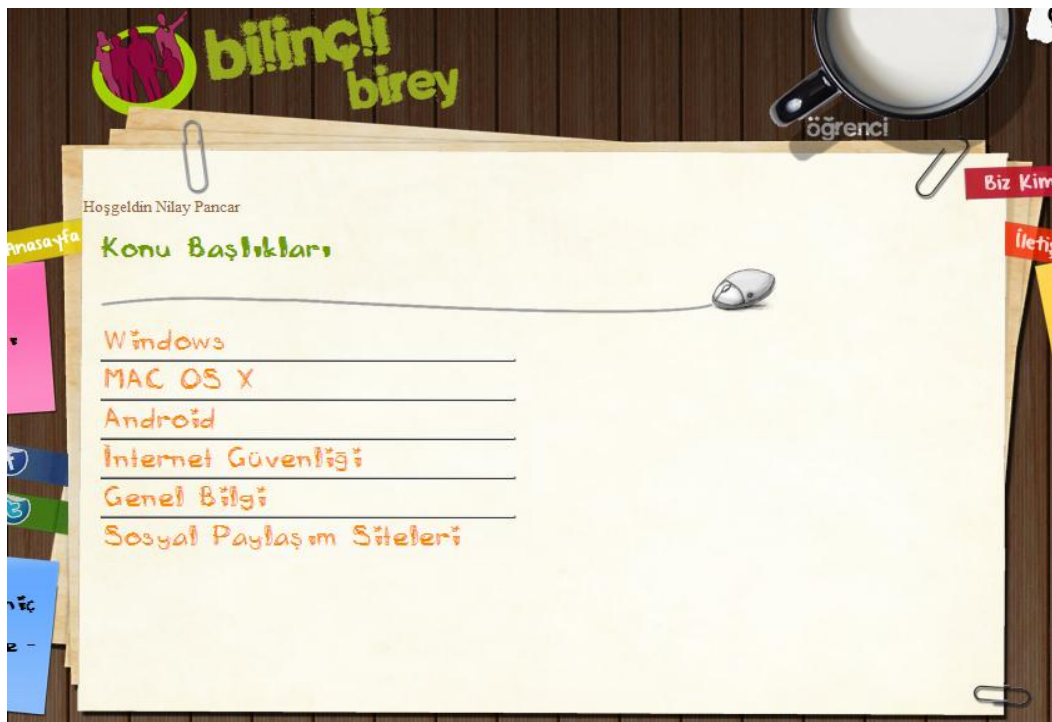 bilinçli
birey
öğrenci
Biz Kim
Hoşgeldin Nilay Pancar
Anasayfa
Konu Başlıkları
İletiş
Windows
MAC OS X
Android
İnternet Güvenliği
Genel Bilgi
Sosyal Paylaşım Siteleri